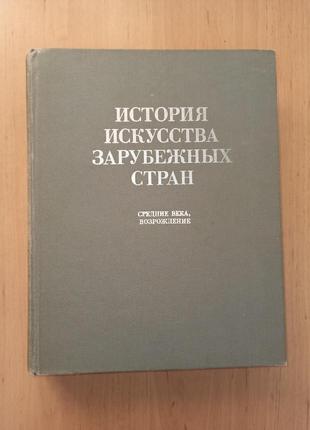 ИСТОРИЯ
ИСКУССТВА
ЗАРУБЕЖНЫХ
СТРАН
СРЕДНИЕ ВЕКА,
ВОЗРОЖДЕНИЕ